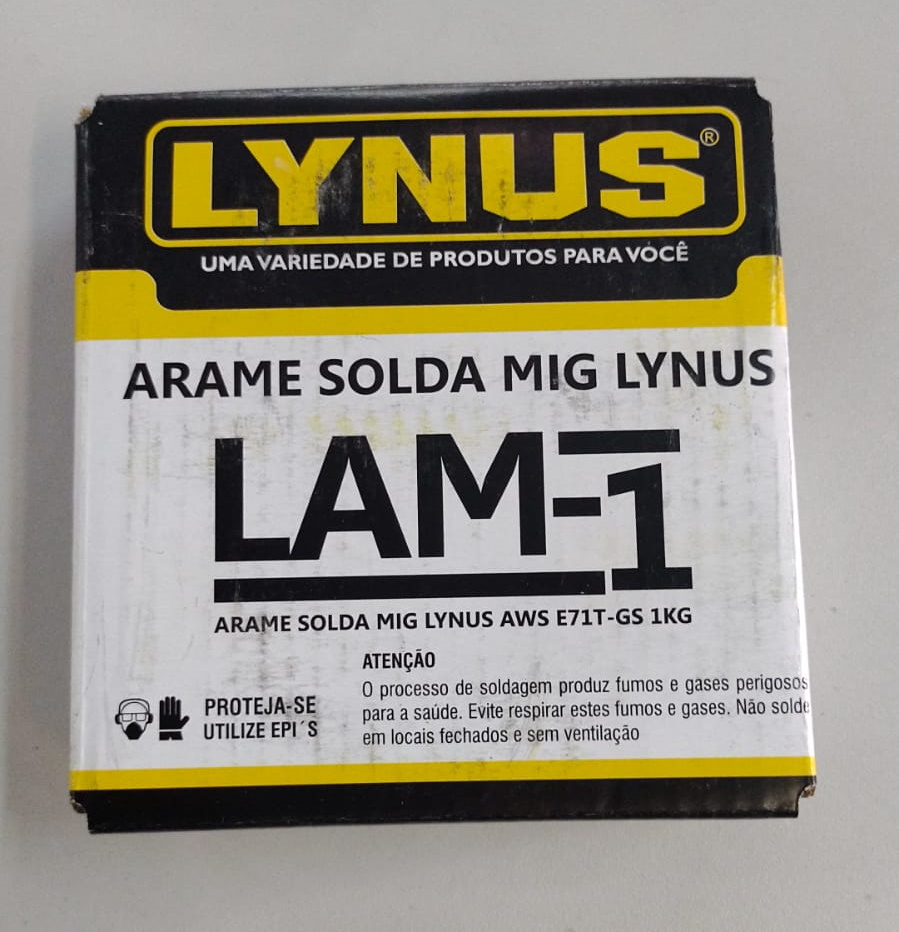 LYNUS®
UMA VARIEDADE DE PRODUTOS PARA VOCÊ
ARAME SOLDA MIG LYNUS
LAM-1
ARAME SOLDA MIG LYNUS AWS E71T-GS 1KG
ATENÇÃO
O processo de soldagem produz fumos e gases perigosos
para a saúde. Evite respirar estes fumos e gases. Não solde
em locais fechados e sem ventilação
PROTEJA-SE
UTILIZE EPI´S